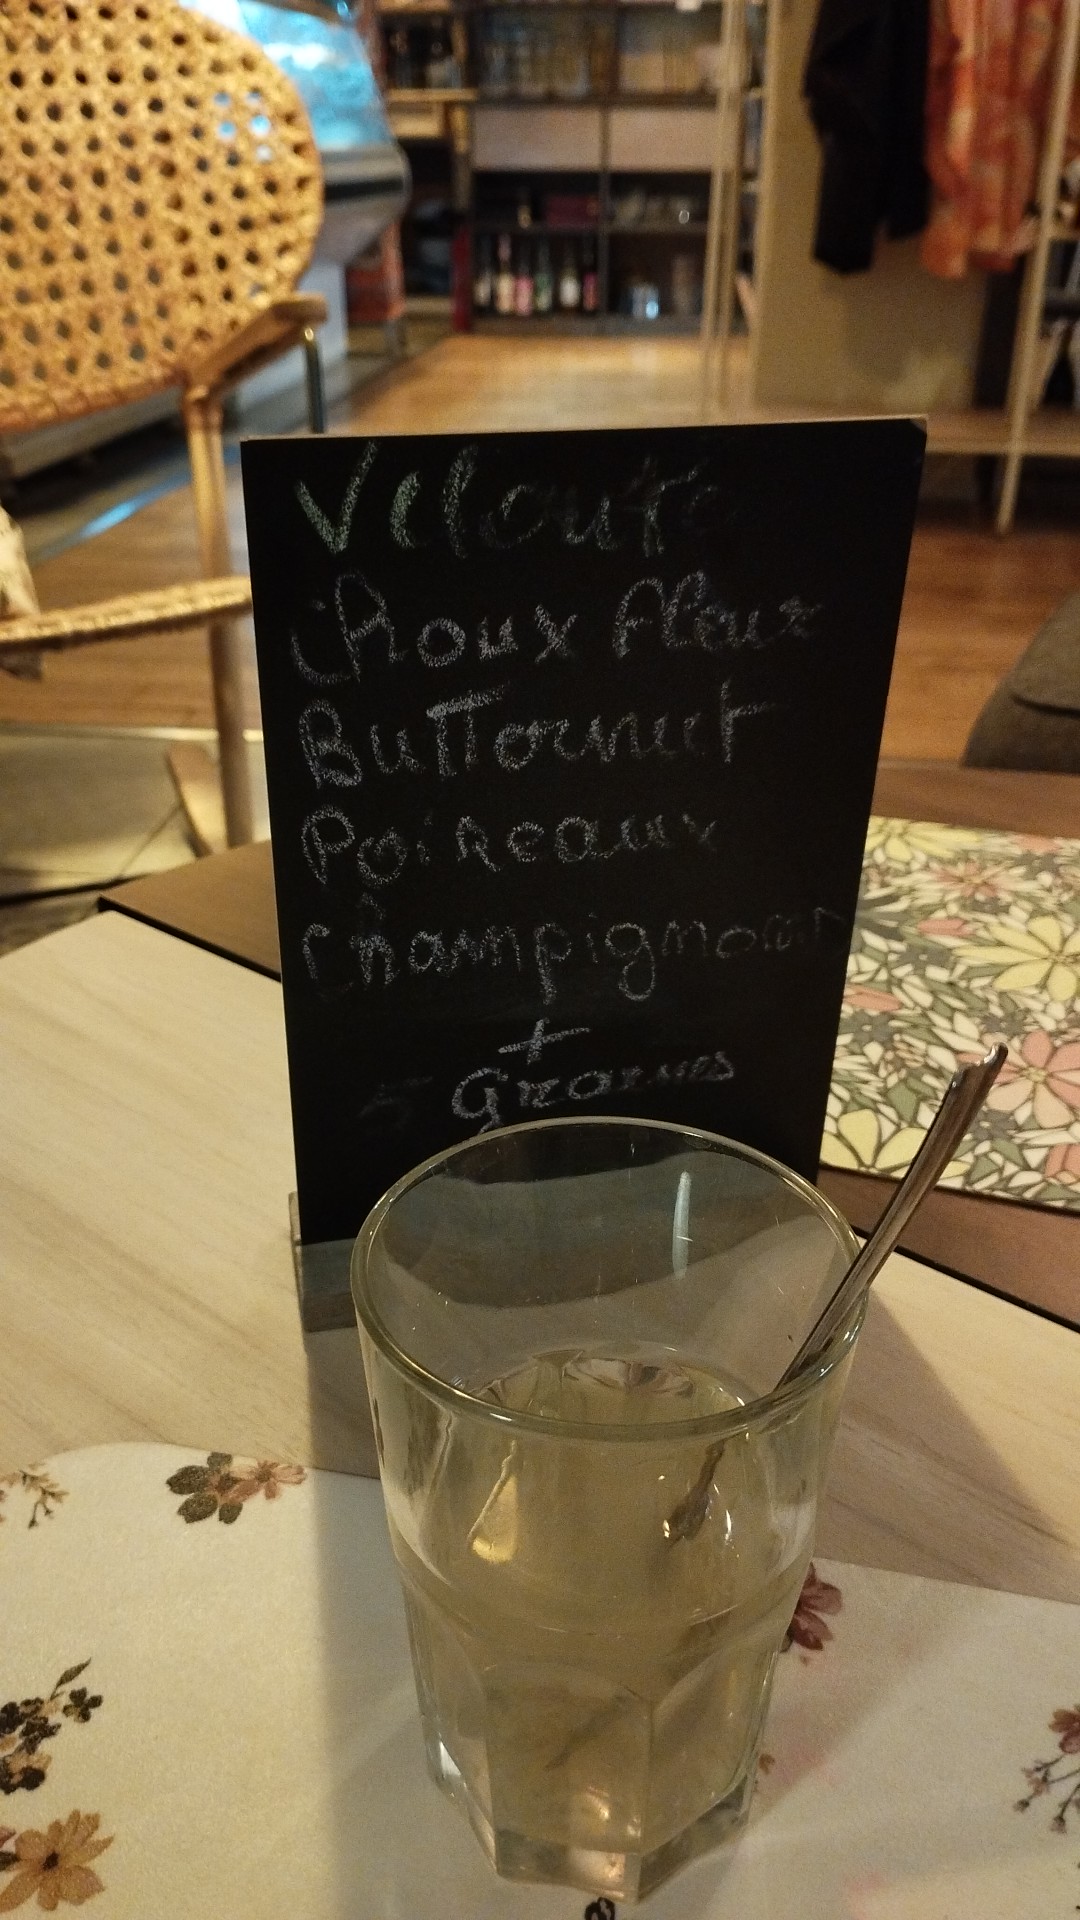 Velouté
choux fleur
Butternut
Poireaux
Champignons
+
5 graines